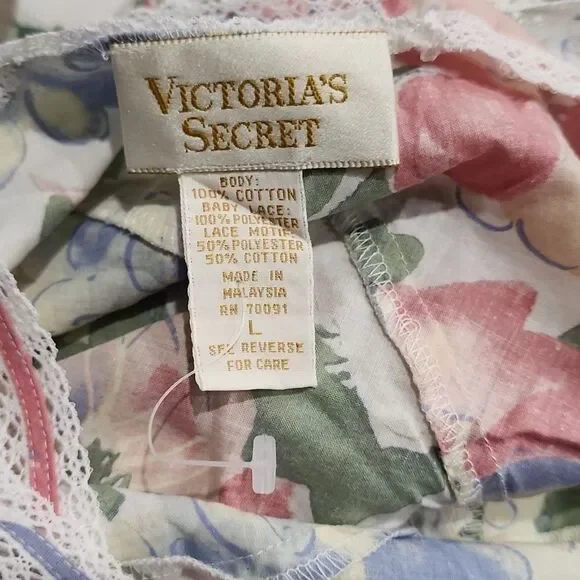 VICTORIA'S
SECRET
BODY:
100% COTTON
BABY LACE:
100% POLYESTER
LACE MOTIF
50% POLYESTER
50% COTTON
MADE IN
MALAYSIA
RN 70091
L
SEE REVERSE
FOR CARE